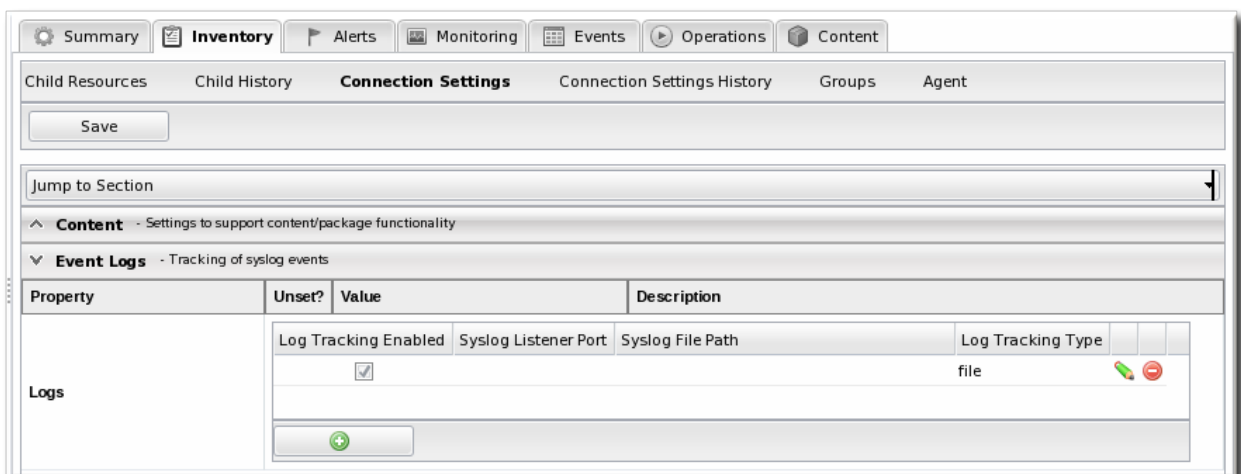 Summary Inventory Alerts Monitoring Events Operations Content
Child Resources Child History Connection Settings Connection Settings History Groups Agent
Save
Jump to Section
Content - Settings to support content/package functionality
Event Logs - Tracking of syslog events
Property Unset? Value Description
Log Tracking Enabled Syslog Listener Port Syslog File Path Log Tracking Type
file
Logs